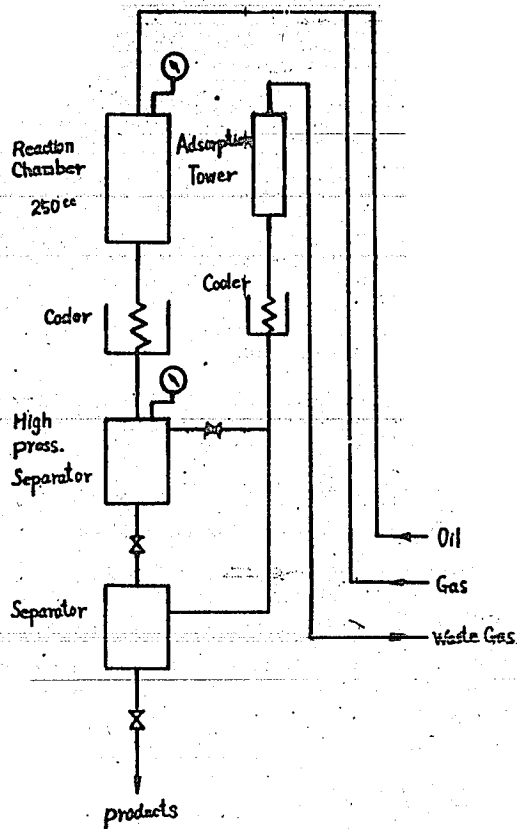 Reaction
Chamber
250cc
Adsorption
Tower
Cooler
Cooler
High
press.
Separator
Separator
Oil
Gas
Waste Gas
products